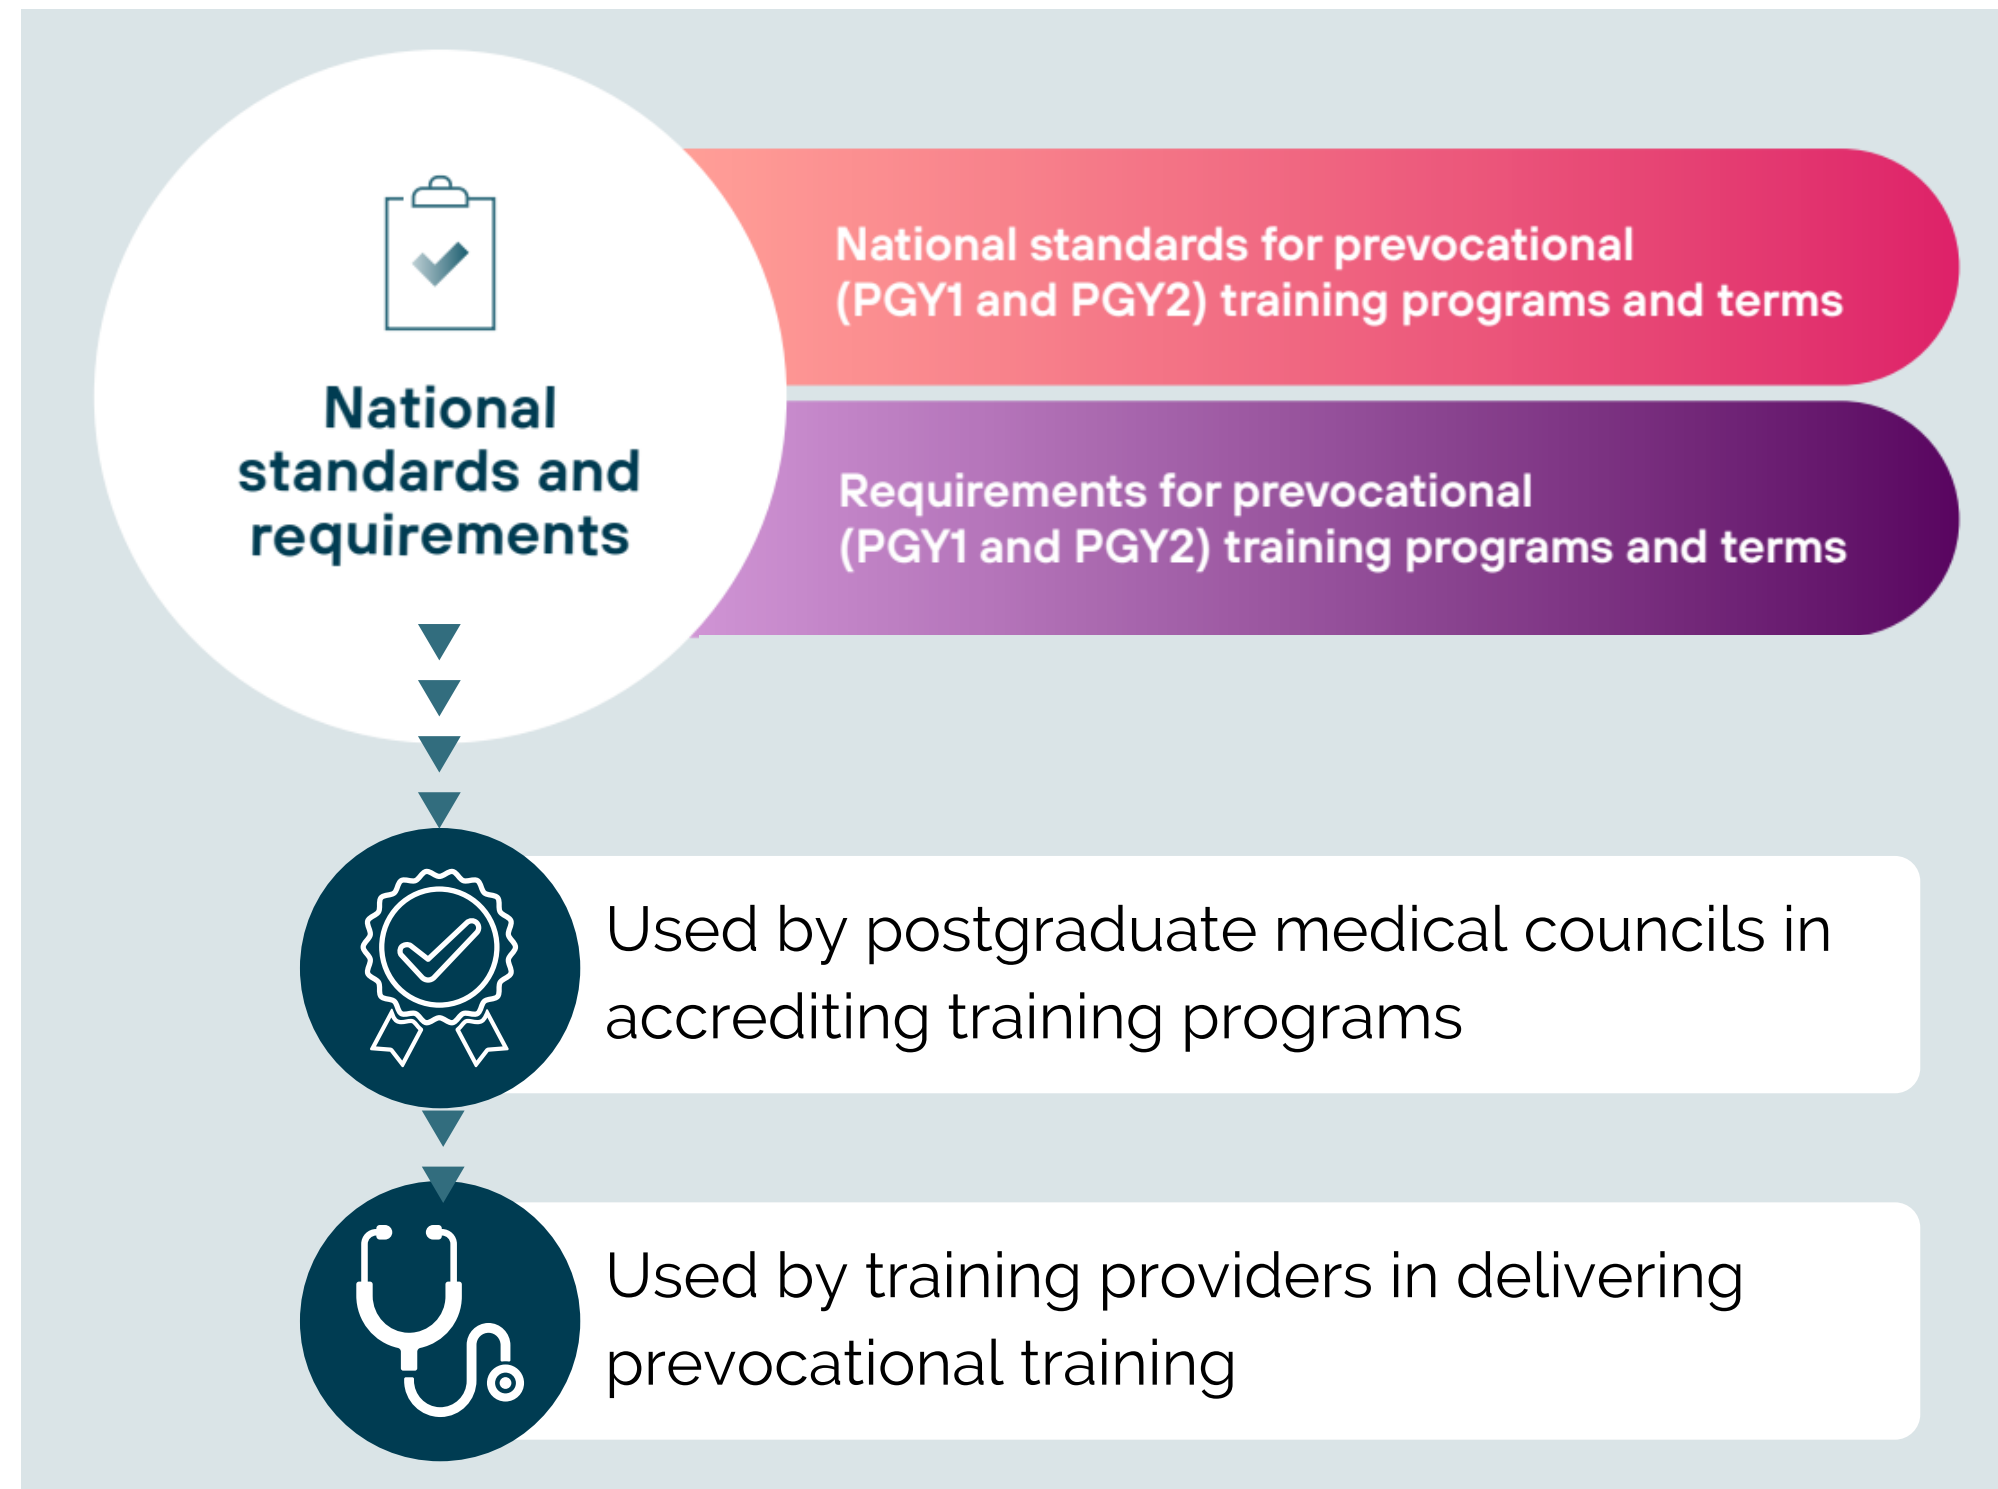 National
standards and
requirements
National standards for prevocational
(PGY1 and PGY2) training programs and terms
Requirements for prevocational
(PGY1 and PGY2) training programs and terms
Used by postgraduate medical councils in
accrediting training programs
Used by training providers in delivering
prevocational training